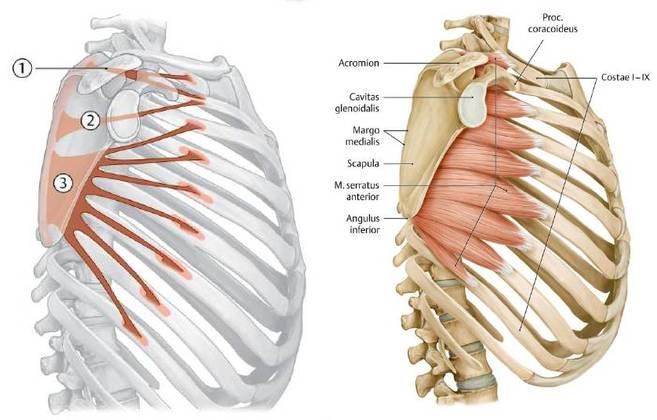 ①
②
③
Proc.
coracoideus
Acromion
Costae I–IX
Cavitas
glenoidalis
Margo
medialis
Scapula
M. serratus
anterior
Angulus
inferior